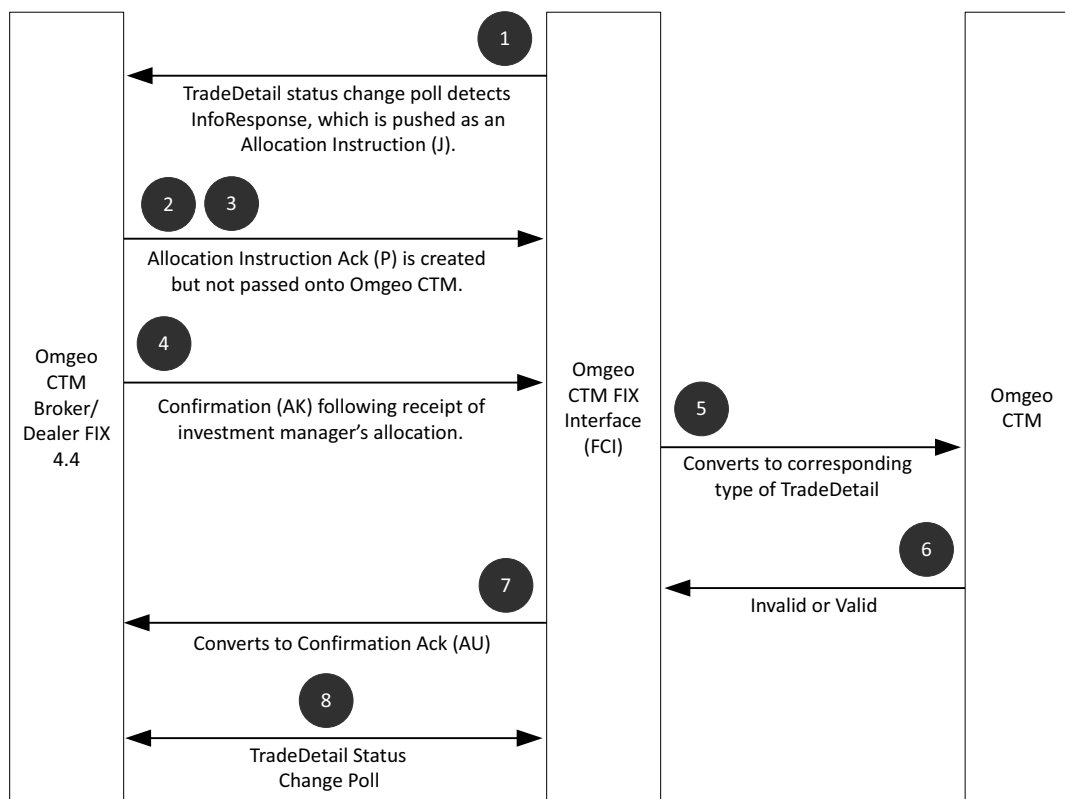 1
TradeDetail status change poll detects
InfoResponse, which is pushed as an
Allocation Instruction (J).
2
3
Allocation Instruction Ack (P) is created
but not passed onto Omgeo CTM.
4
Confirmation (AK) following receipt of
investment manager’s allocation.
Omgeo
CTM
Broker/
Dealer FIX
4.4
Omgeo
CTM FIX
Interface
(FCI)
Omgeo
CTM
5
Converts to corresponding
type of TradeDetail
6
Invalid or Valid
7
Converts to Confirmation Ack (AU)
8
TradeDetail Status
Change Poll